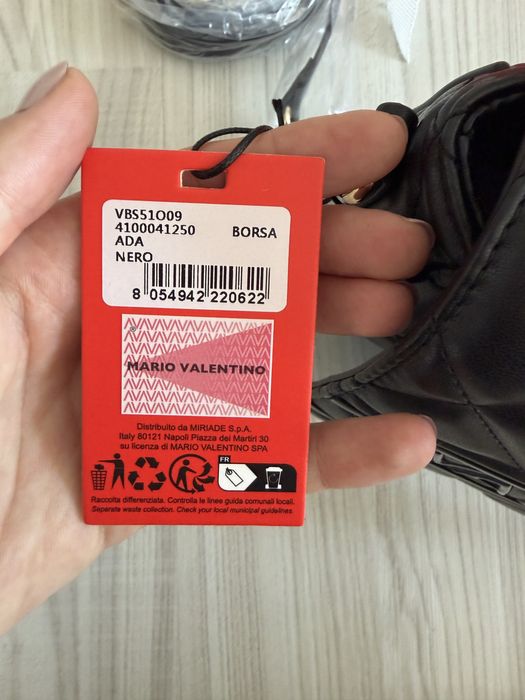 VBS51O09
4100041250 BORSA
ADA
NERO
8 054942 220622
®
MARIO VALENTINO
Distribuito da MIRIADE S.p.A.
Italy 80121 Napoli Piazza dei Martiri 30
su licenza di MARIO VALENTINO SPA
FR
Raccolta differenziata. Controlla le linee guida comunali locali.
Separate waste collection. Check your local municipal guidelines